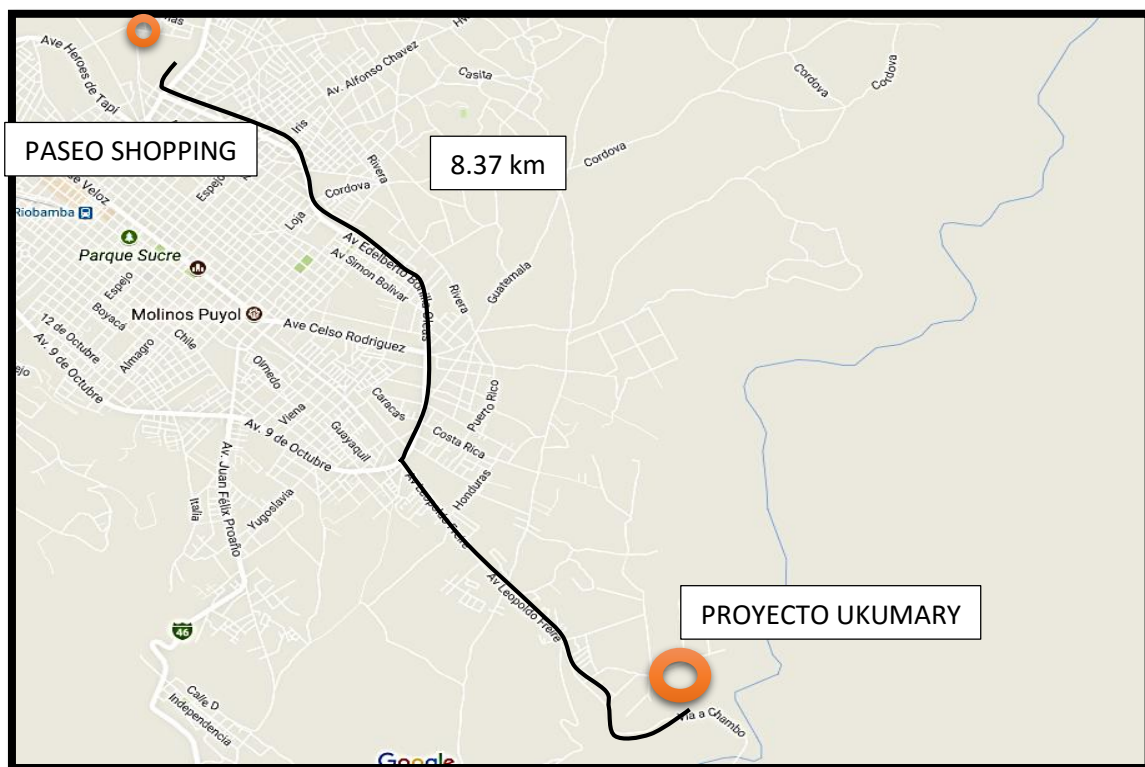 Ave Heroes de Tapi
Av. Alfonso Chavez
Casita
Cordova
Cordova
Iris
PASEO SHOPPING
8.37 km
Cordova
Rivera
Espejo
de Veloz
Cordova
Riobamba
Loja
Parque Sucre
Av Edelberto Bonilla Oleas
Av Simon Bolivar
Guatemala
Rivera
Espejo
Boyacá
Molinos Puyol
Ave Celso Rodriguez
12 de Octubre
Chile
Almagro
Av. 9 de Octubre
Olmedo
Caracas
Puerto Rico
Viena
Guayaquil
Costa Rica
Av. 9 de Octubre
Av. Juan Félix Proaño
Honduras
Av Leopoldo Freire
Italia
Yugoslavia
Av Leopoldo Freire
PROYECTO UKUMARY
46
Calle D
Independencia
Vía a Chambo
Google